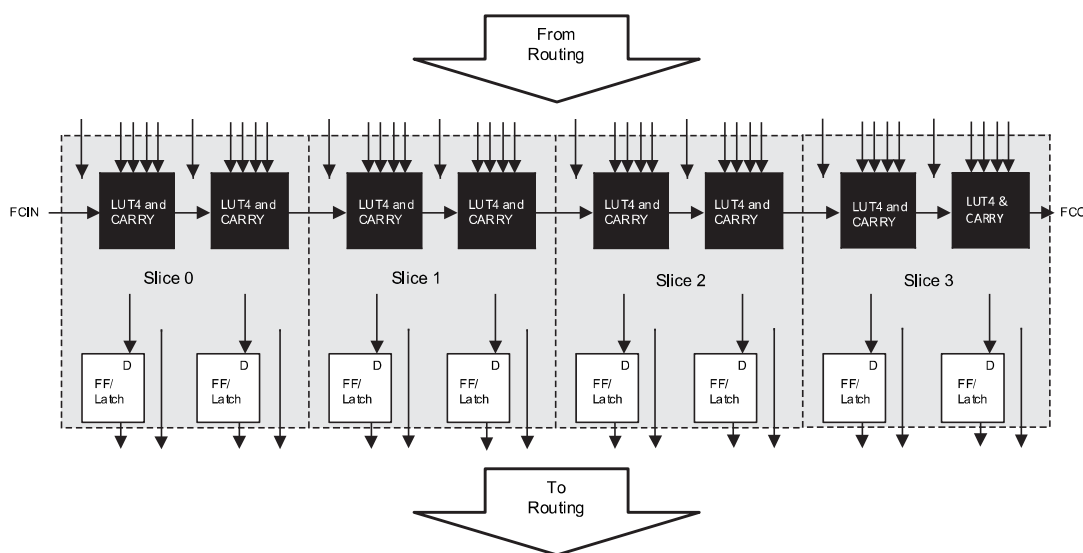 From
Routing
FCIN
LUT4 and
CARRY
LUT4 and
CARRY
LUT4 and
CARRY
LUT4 and
CARRY
LUT4 and
CARRY
LUT4 and
CARRY
LUT4 and
CARRY
LUT4 &
CARRY
FCO
Slice 0
Slice 1
Slice 2
Slice 3
D
FF/
Latch
D
FF/
Latch
D
FF/
Latch
D
FF/
Latch
D
FF/
Latch
D
FF/
Latch
D
FF/
Latch
D
FF/
Latch
To
Routing